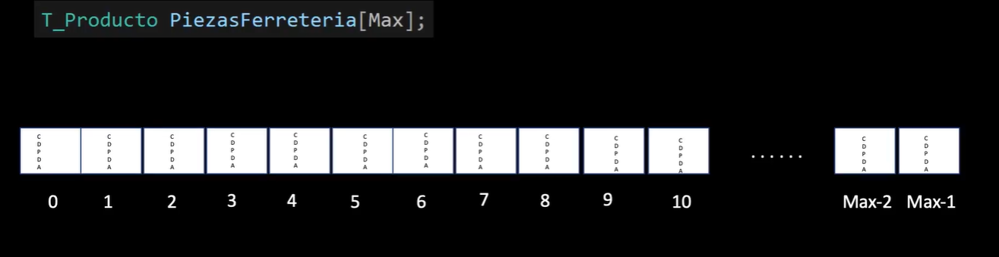 T_Producto PiezasFerreteria[Max];
C C C C C C C C C C C C C
D D D D D D D D D D D D D
P P P P P P P P P P P P P
D D D D D D D D D D D D D
A A A A A A A A A A A A A
......
0 1 2 3 4 5 6 7 8 9 10 Max-2 Max-1